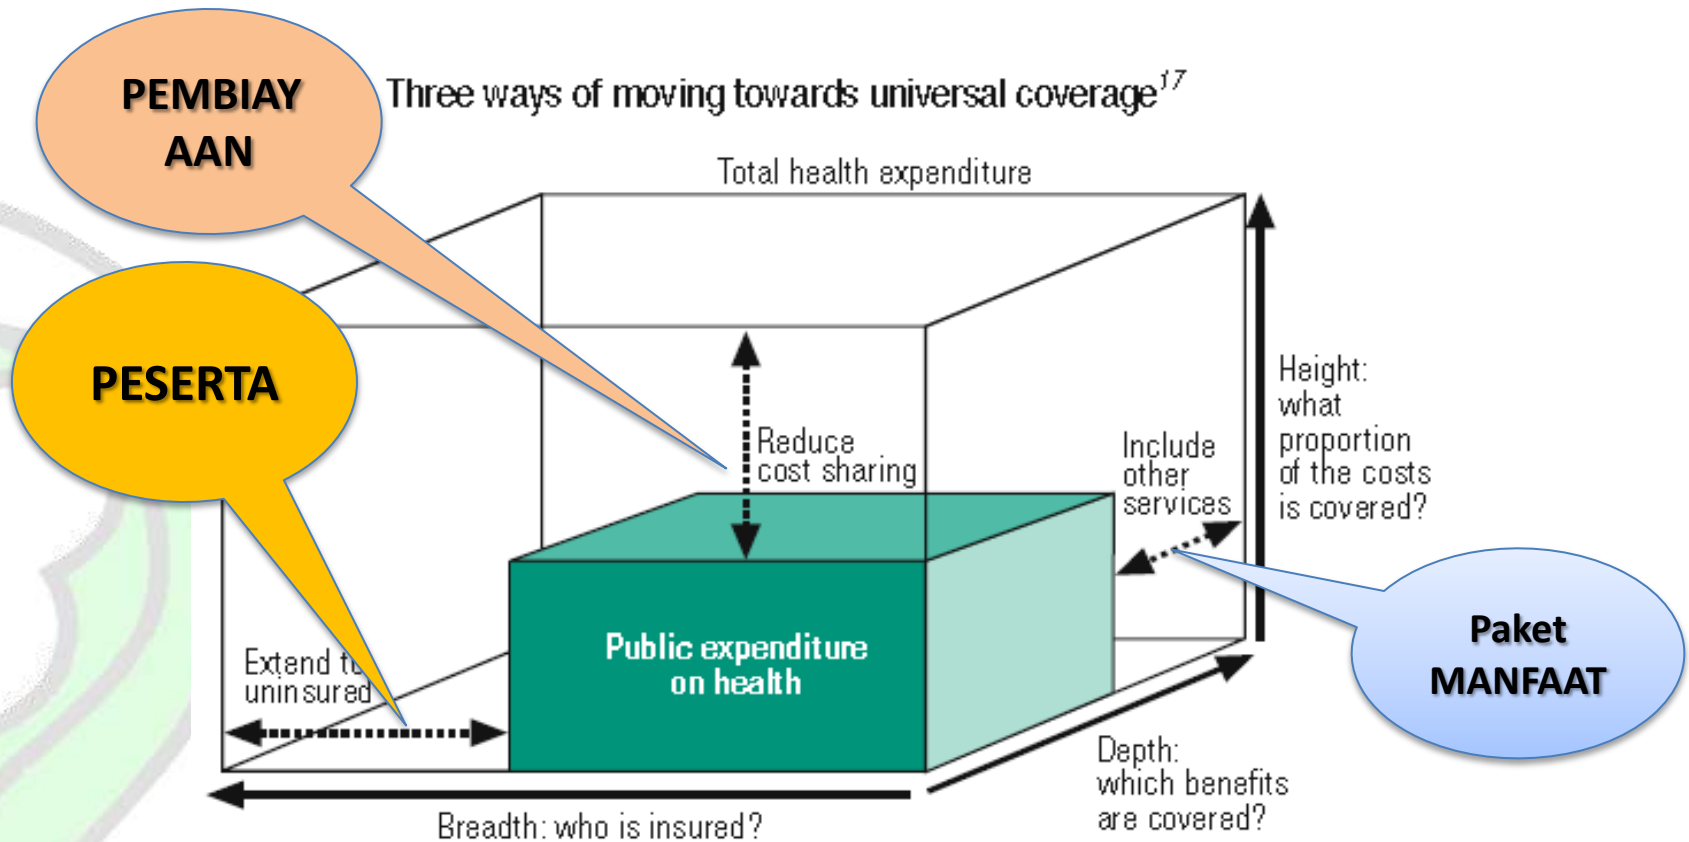 PEMBIAY
AAN
Three ways of moving towards universal coverage17
Total health expenditure
PESERTA
Height:
what
proportion
of the costs
is covered?
Reduce
cost sharing
Include
other
services
Paket
MANFAAT
Public expenditure
on health
Extend to
uninsured
Depth:
which benefits
are covered?
Breadth: who is insured?